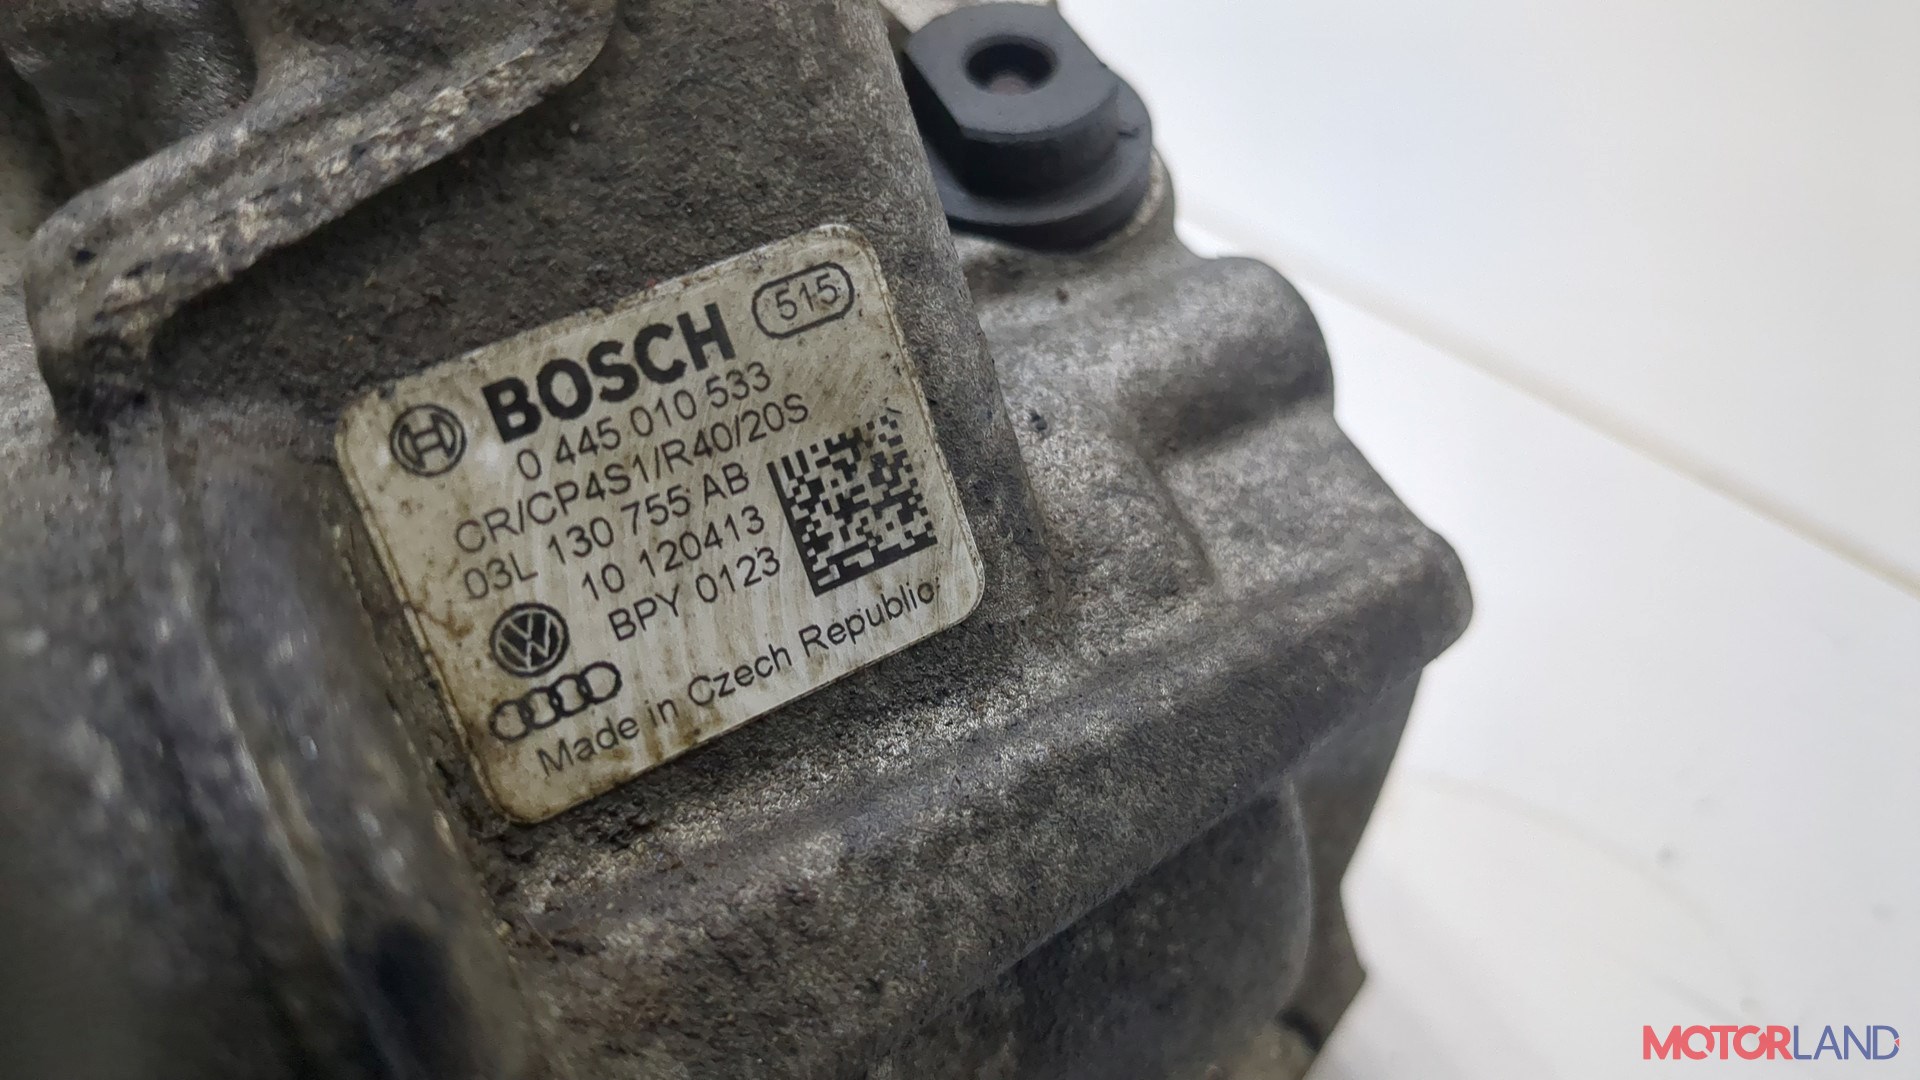 BOSCH 515
0 445 010 533
CR/CP4S1/R40/20S
03L 130 755 AB
10 120413
BPY 0123
Made in Czech Republic
MOTORLAND